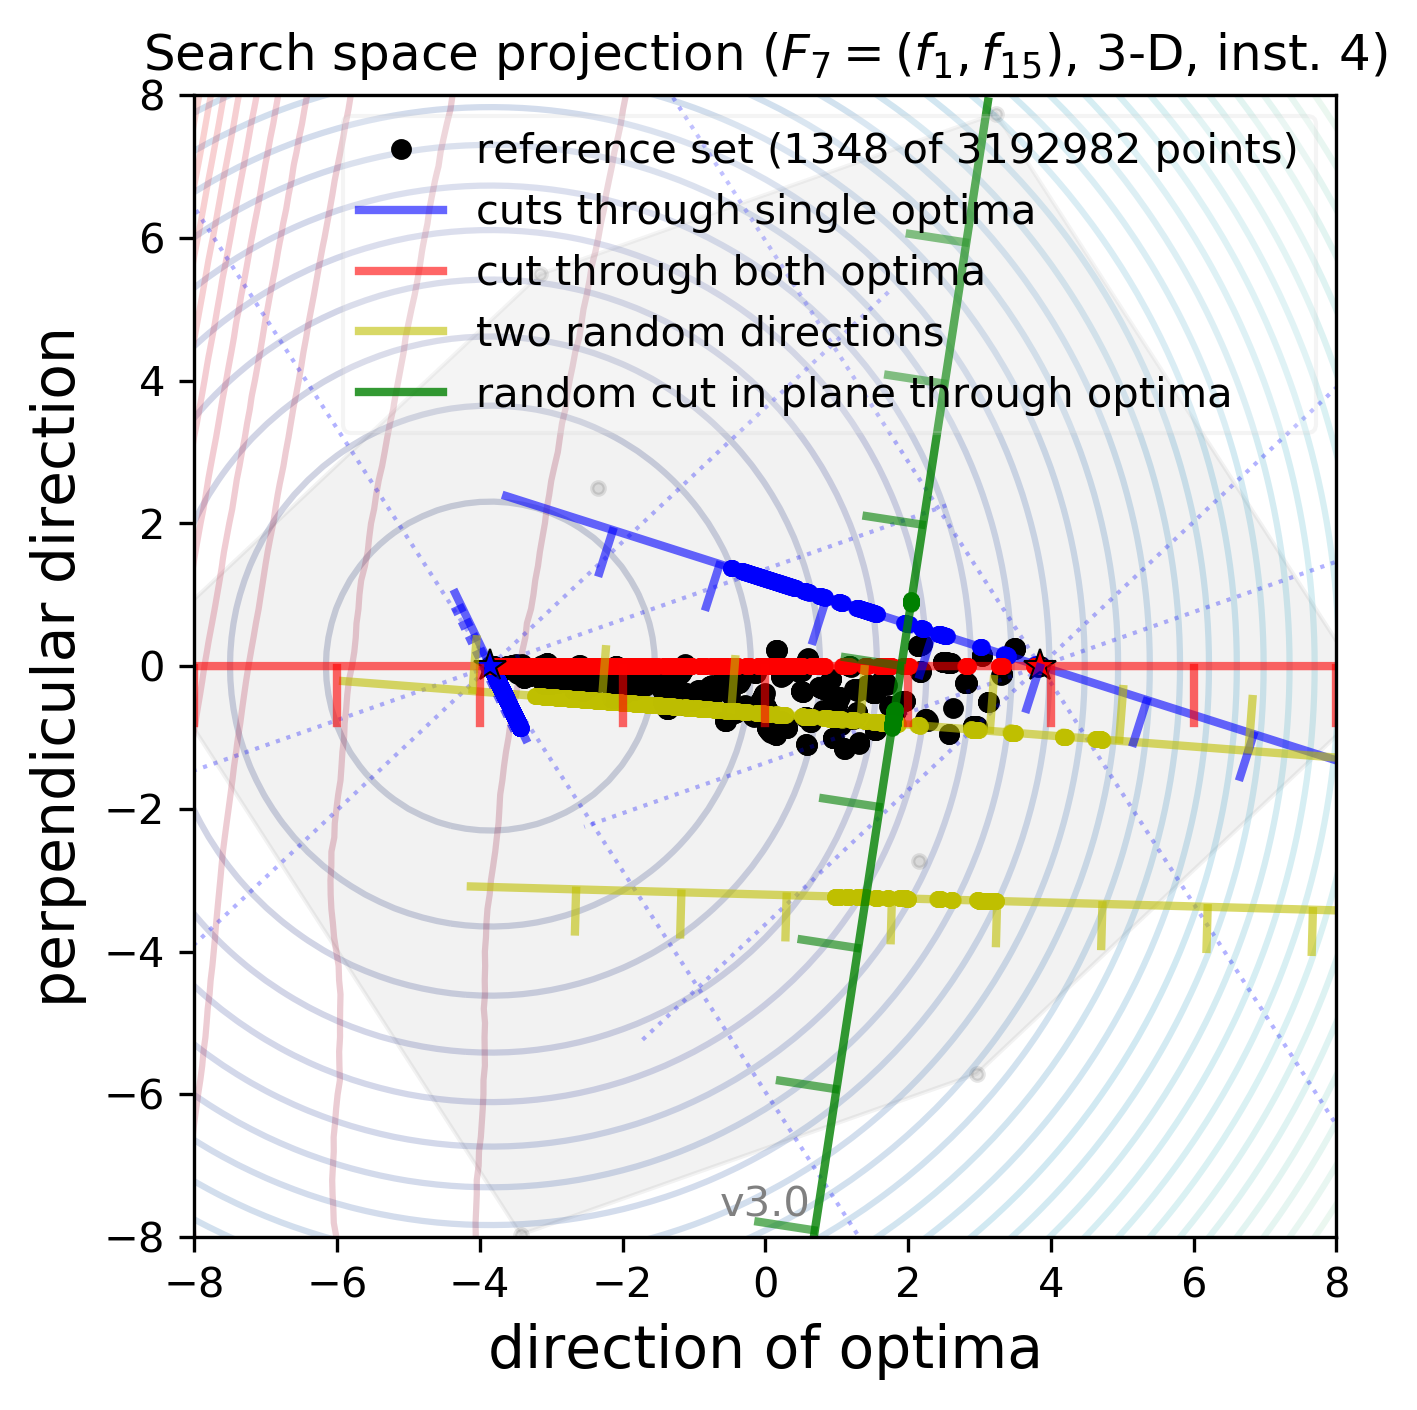 Search space projection (F₇ = (f₁, f₁₅), 3-D, inst. 4)
reference set (1348 of 3192982 points)
cuts through single optima
cut through both optima
two random directions
random cut in plane through optima
8
6
4
2
0
−2
−4
−6
−8
perpendicular direction
v3.0
−8 −6 −4 −2 0 2 4 6 8
direction of optima